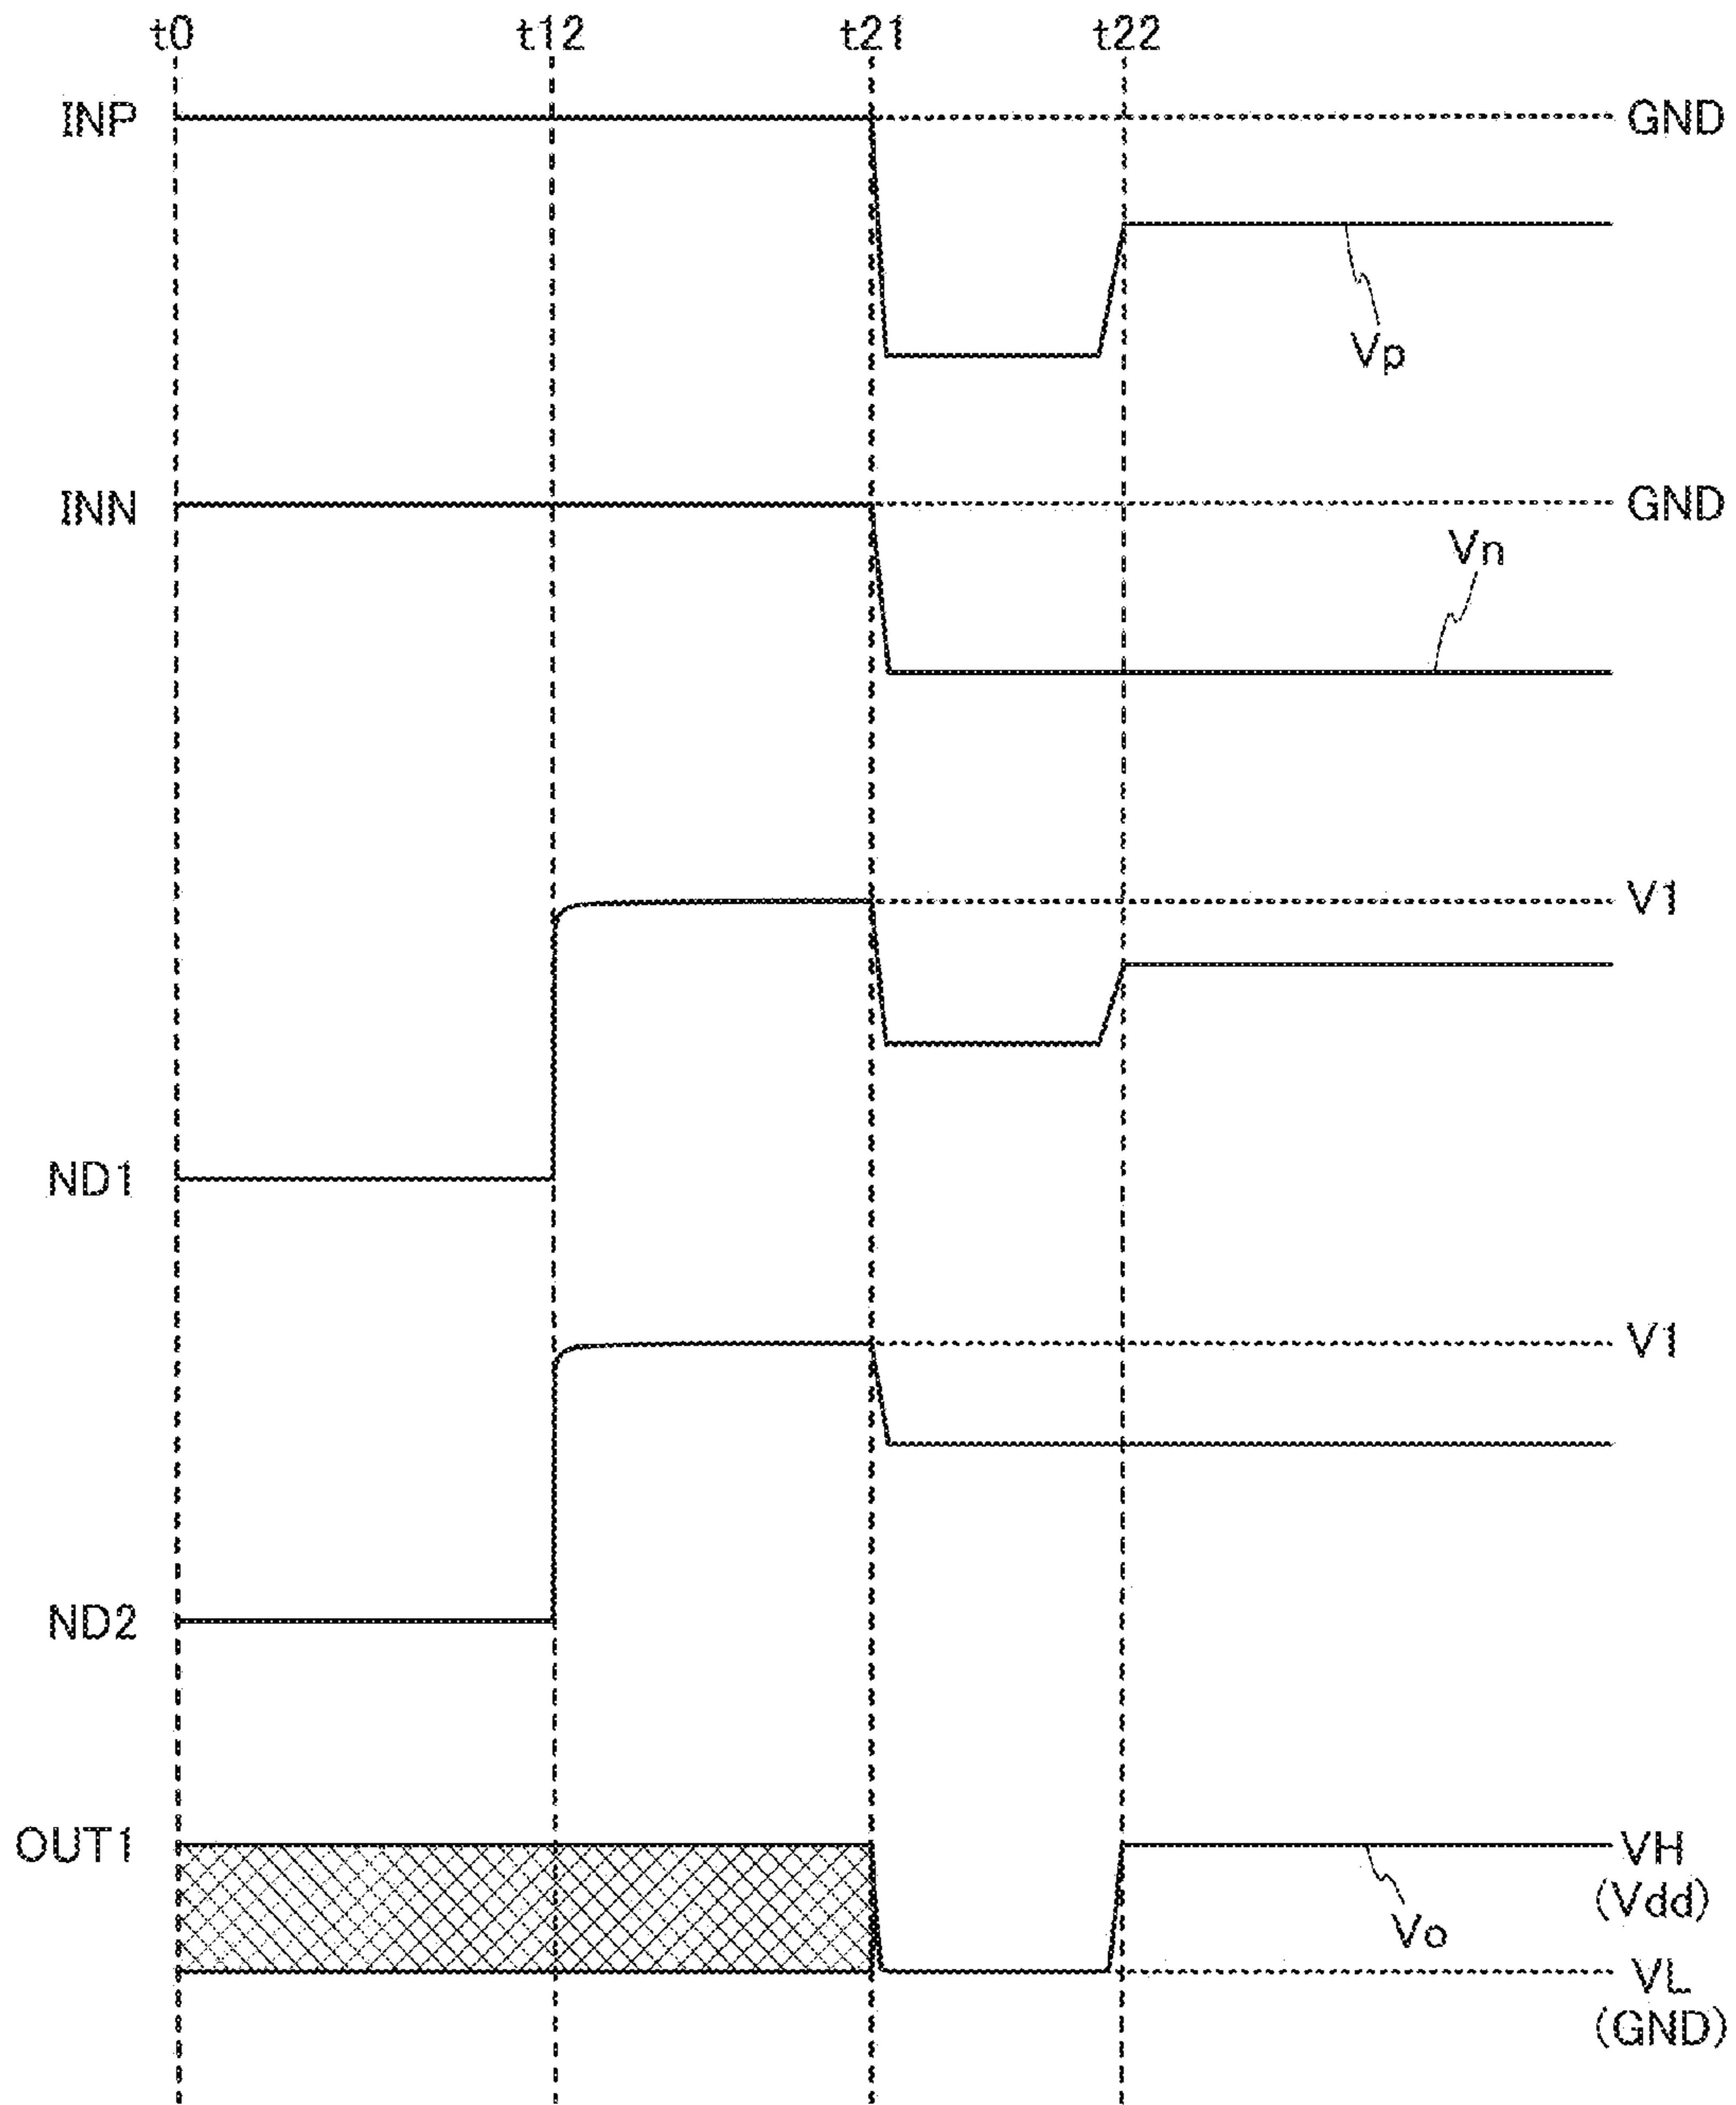 t0 t12 t21 t22
INP GND
Vp
INN GND
Vn
V1
ND1
V1
ND2
OUT1 VH
(Vdd)
Vo
VL
(GND)